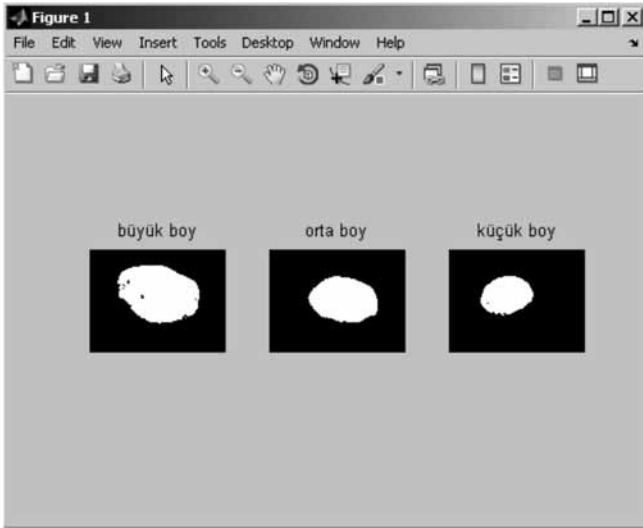 Figure 1
File Edit View Insert Tools Desktop Window Help
büyük boy orta boy küçük boy